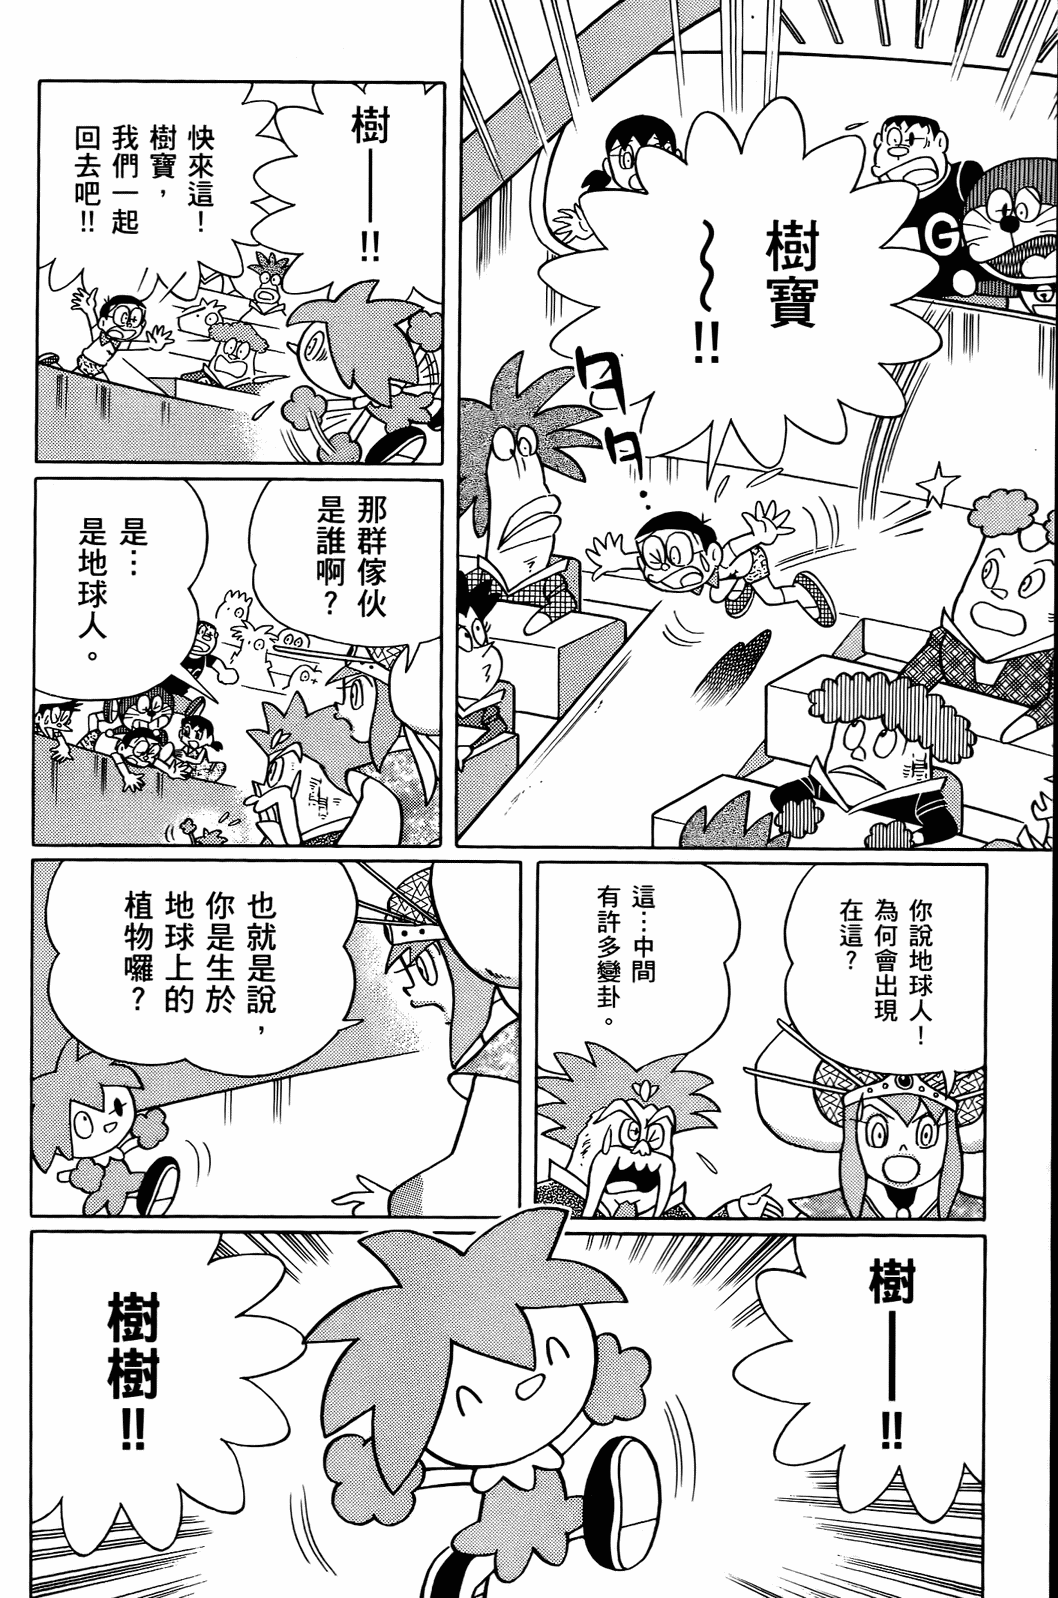 樹寶
～～!!
タタタ…
G
樹——!!
快來這！
樹寶，
我們一起
回去吧!!
那群傢伙
是誰啊？
是…
是地球人。
你說地球人！
為何會出現
在這？
這…中間
有許多變卦。
也就是說，
你是生於
地球上的
植物囉？
樹——!!
樹樹!!